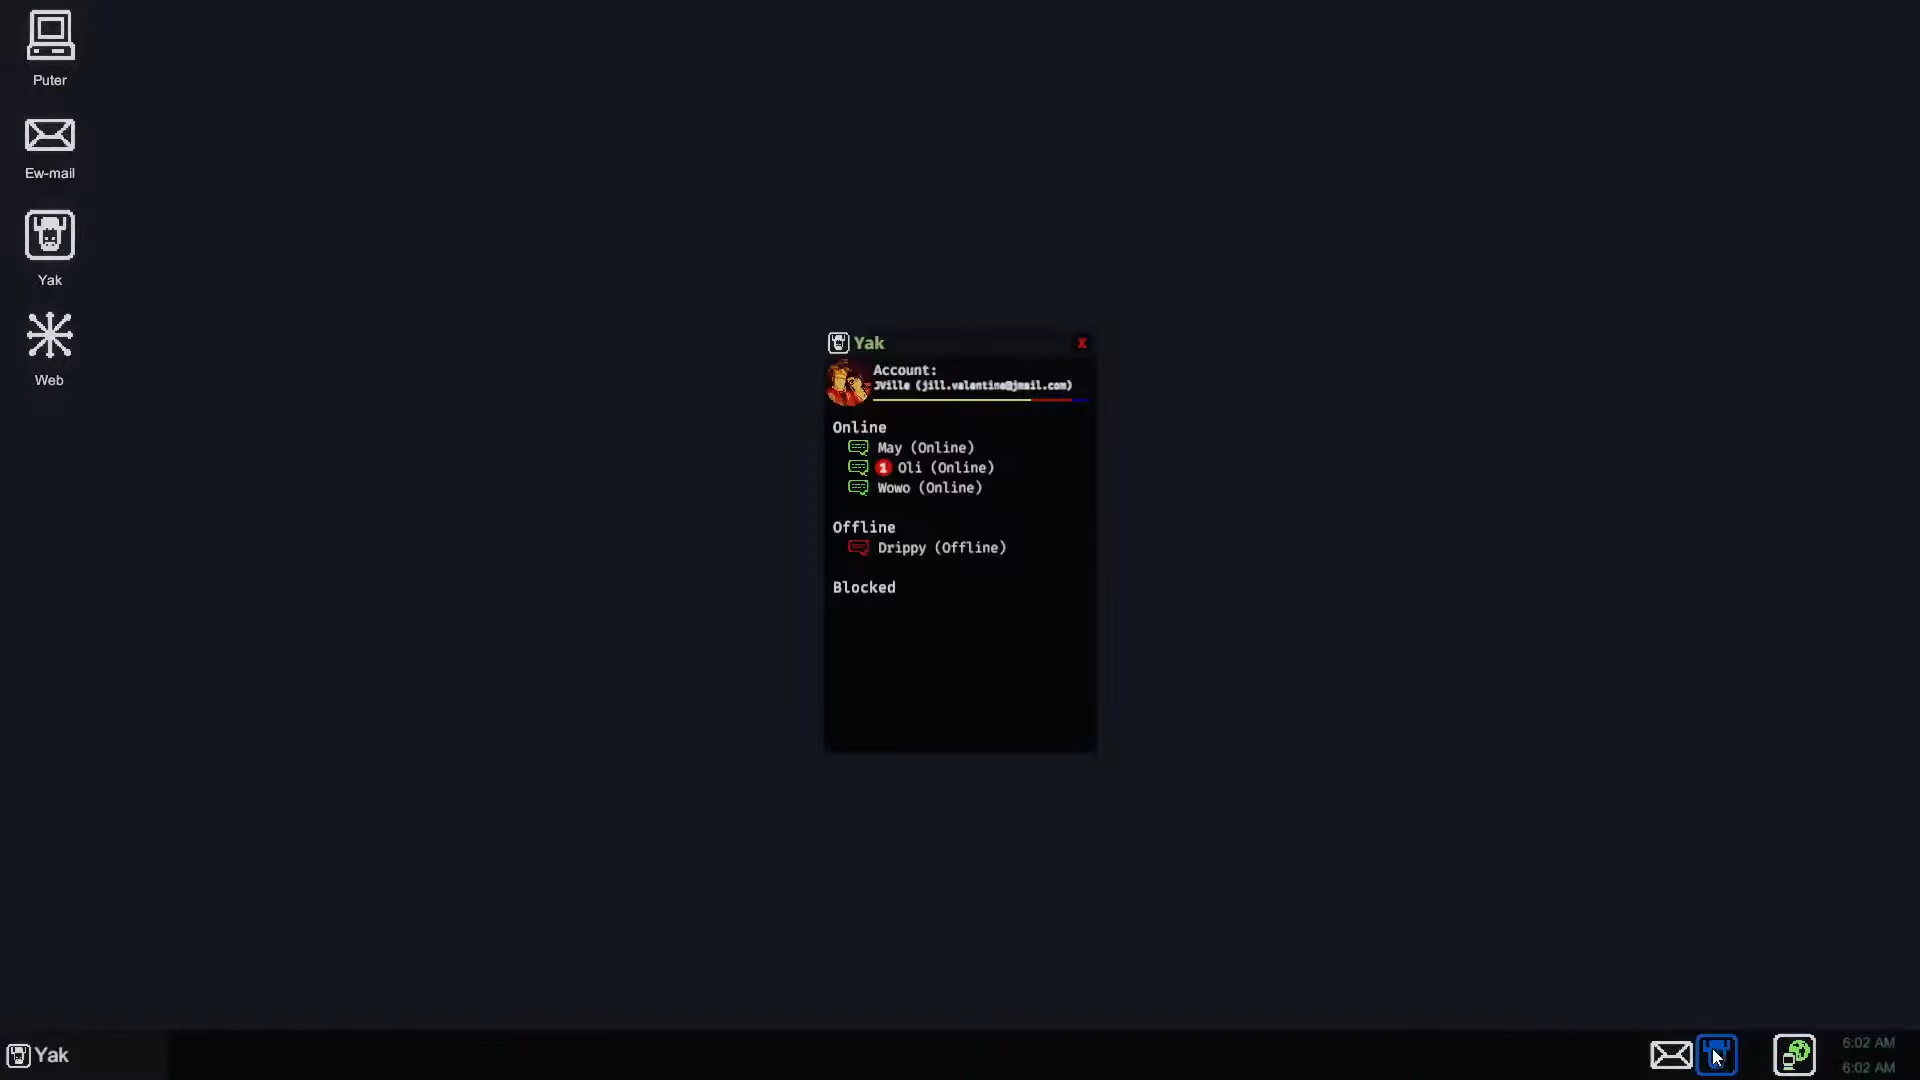 Puter
Ew-mail
Yak
Web
Yak
X
Account:
JVille (jill.valentine@jmail.com)
Online
May (Online)
1 Oli (Online)
Wowo (Online)
Offline
Drippy (Offline)
Blocked
Yak
6:02 AM
6:02 AM